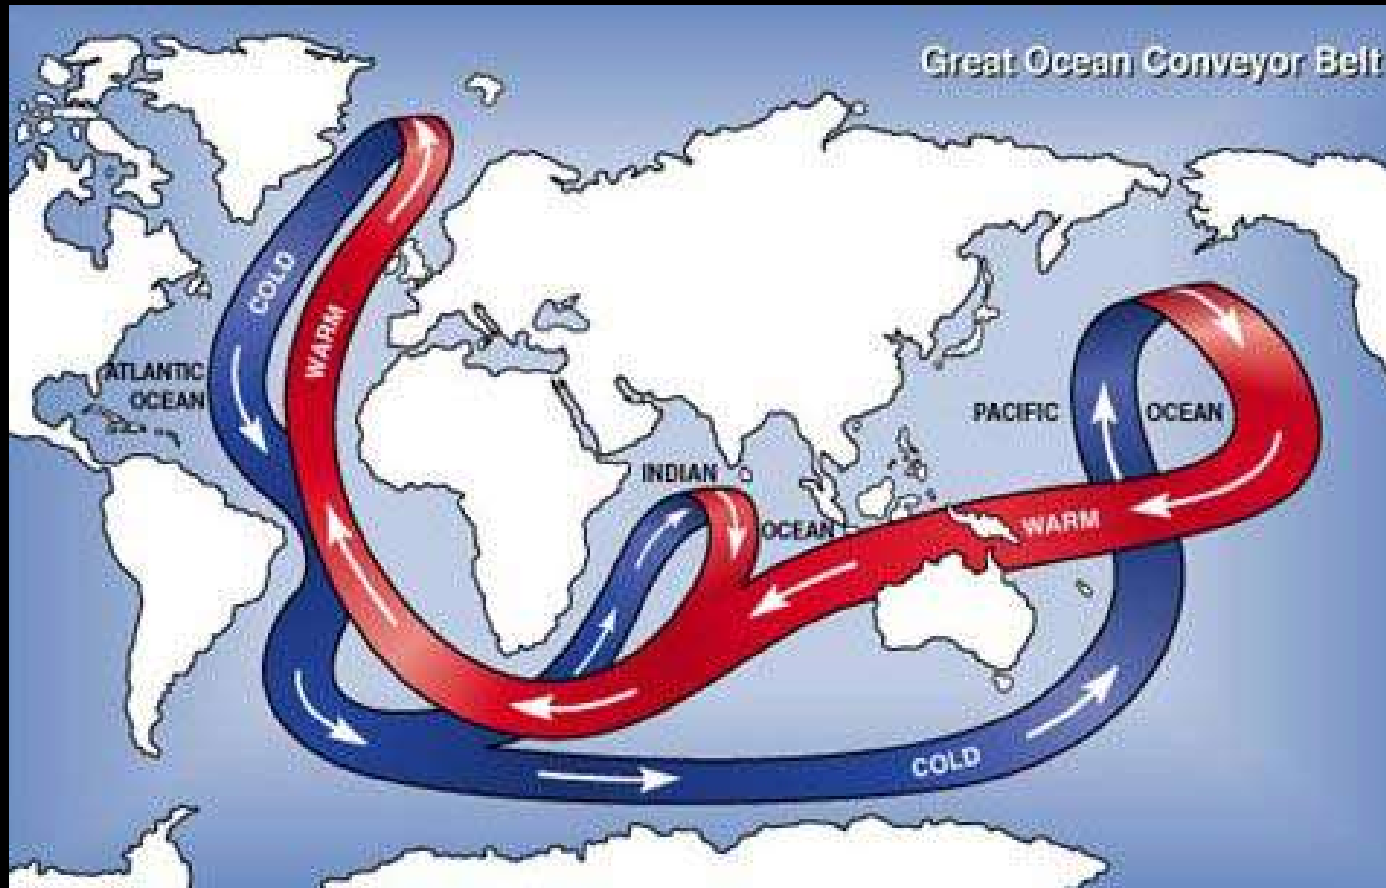 Great Ocean Conveyor Belt
COLD
WARM
ATLANTIC
OCEAN
PACIFIC
OCEAN
INDIAN
OCEAN
WARM
COLD